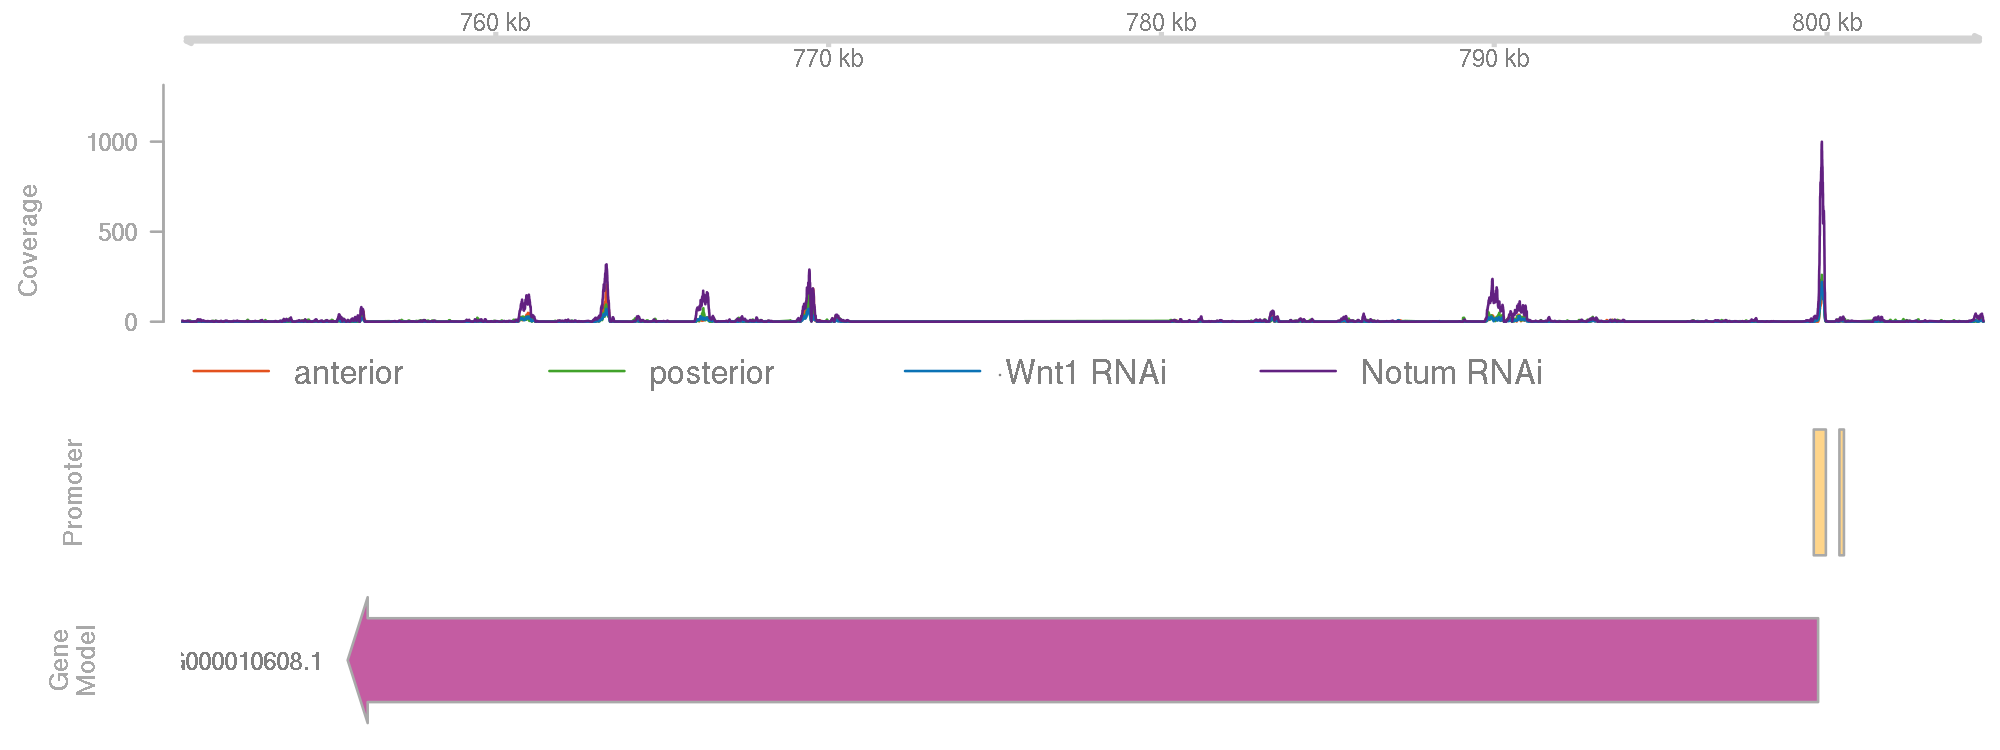 760 kb
780 kb
800 kb
770 kb
790 kb
Coverage
1000
500
0
anterior
posterior
Wnt1 RNAi
Notum RNAi
Promoter
Gene
Model
G000010608.1